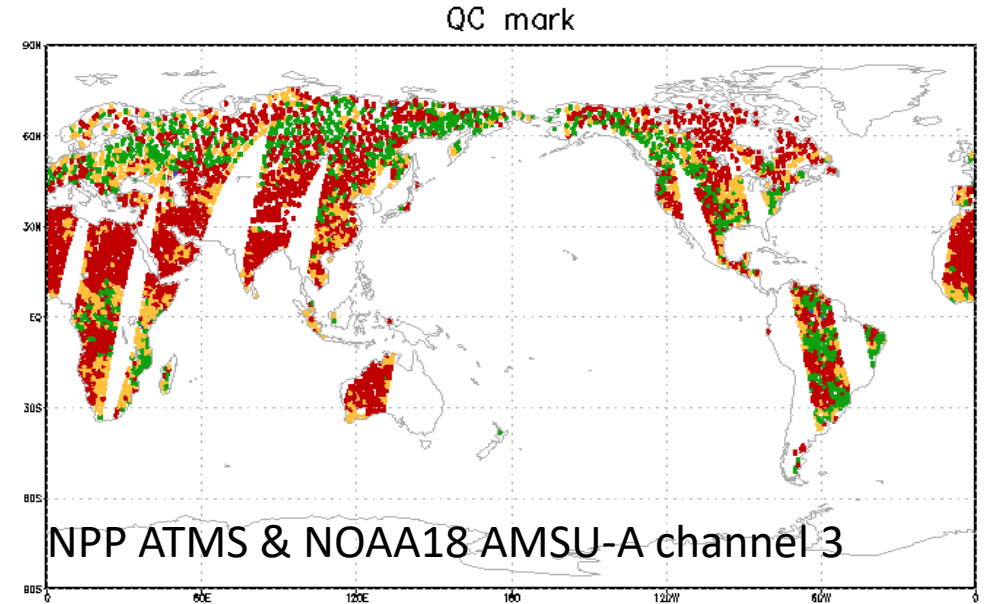 QC mark
90N
60N
30N
EQ
30S
60S
90S
0 60E 120E 180 120W 60W 0
NPP ATMS & NOAA18 AMSU-A channel 3